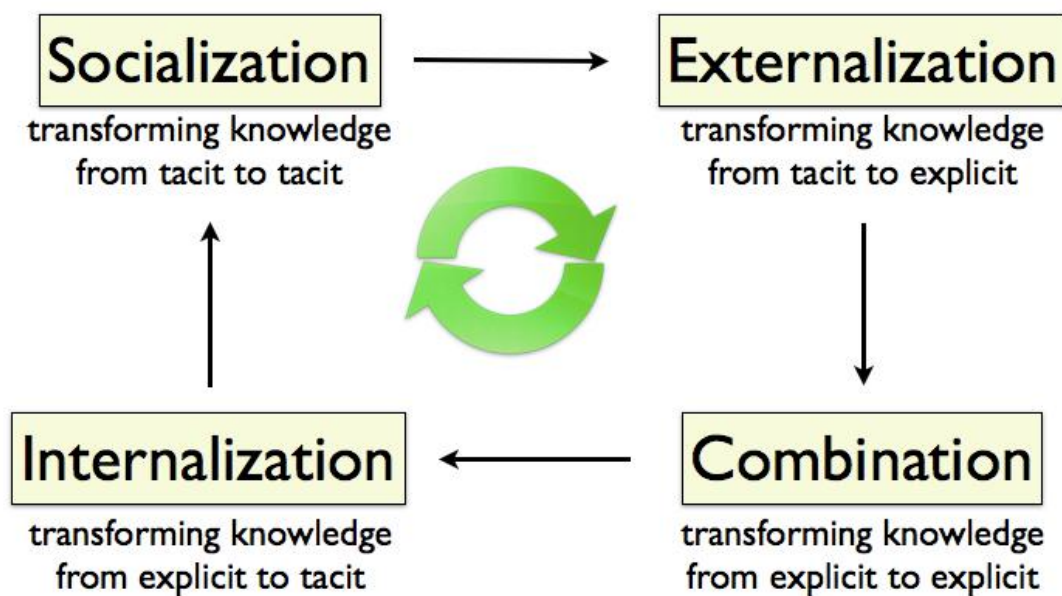 Socialization
transforming knowledge
from tacit to tacit
Externalization
transforming knowledge
from tacit to explicit
Internalization
transforming knowledge
from explicit to tacit
Combination
transforming knowledge
from explicit to explicit